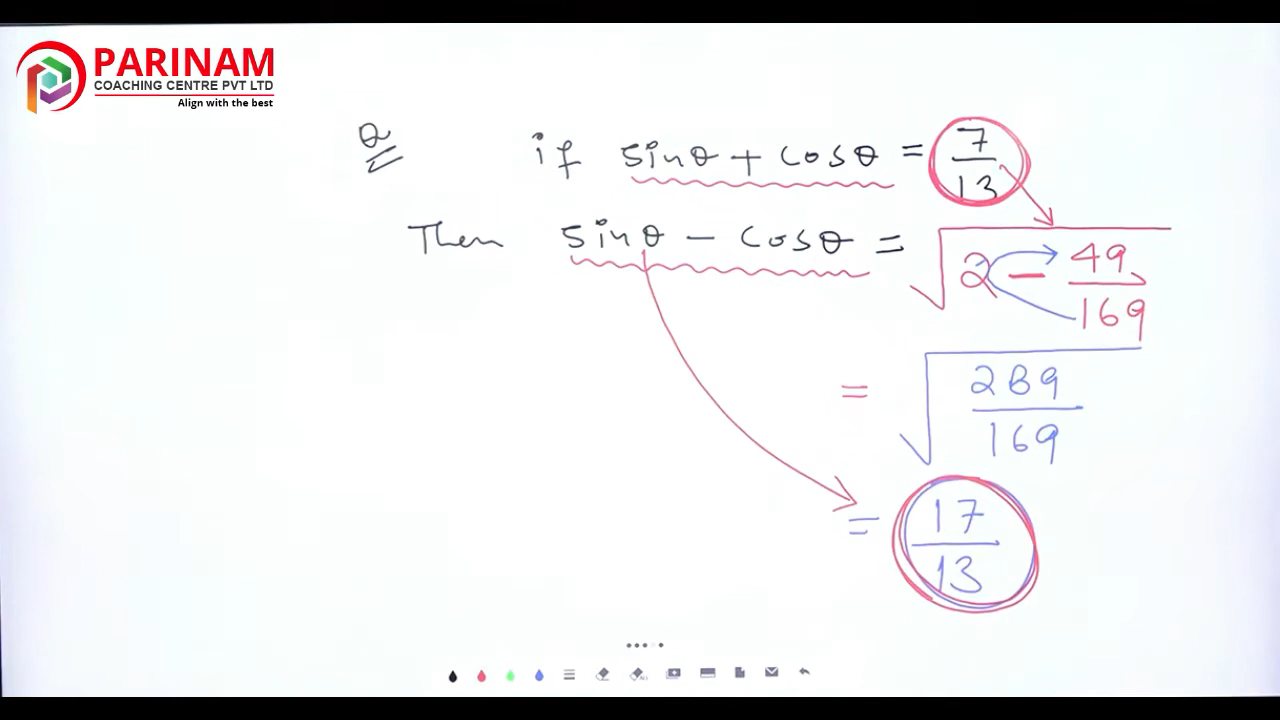 PARINAM
COACHING CENTRE PVT LTD
Align with the best
Q if sinθ + cosθ = 7/13
Then sinθ - cosθ = √(2 - 49/169)
= √(289/169)
= 17/13